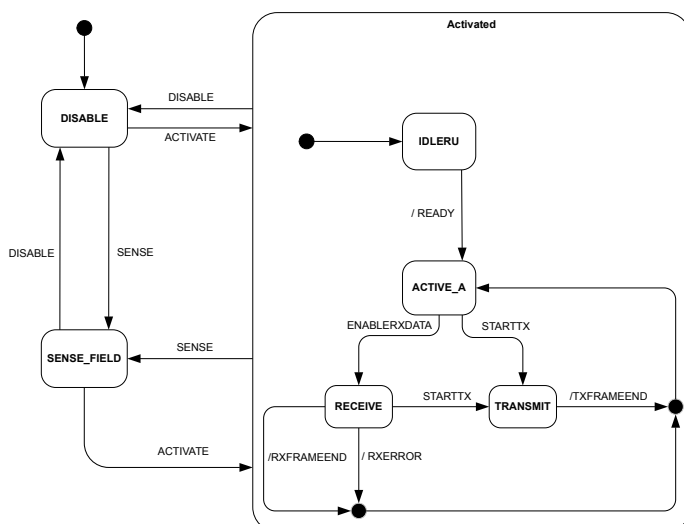 Activated
DISABLE
DISABLE
ACTIVATE
IDLERU
/ READY
DISABLE
SENSE
ACTIVE_A
ENABLERXDATA
STARTTX
SENSE_FIELD
SENSE
RECEIVE
STARTTX
TRANSMIT
/TXFRAMEEND
ACTIVATE
/RXFRAMEEND
/ RXERROR